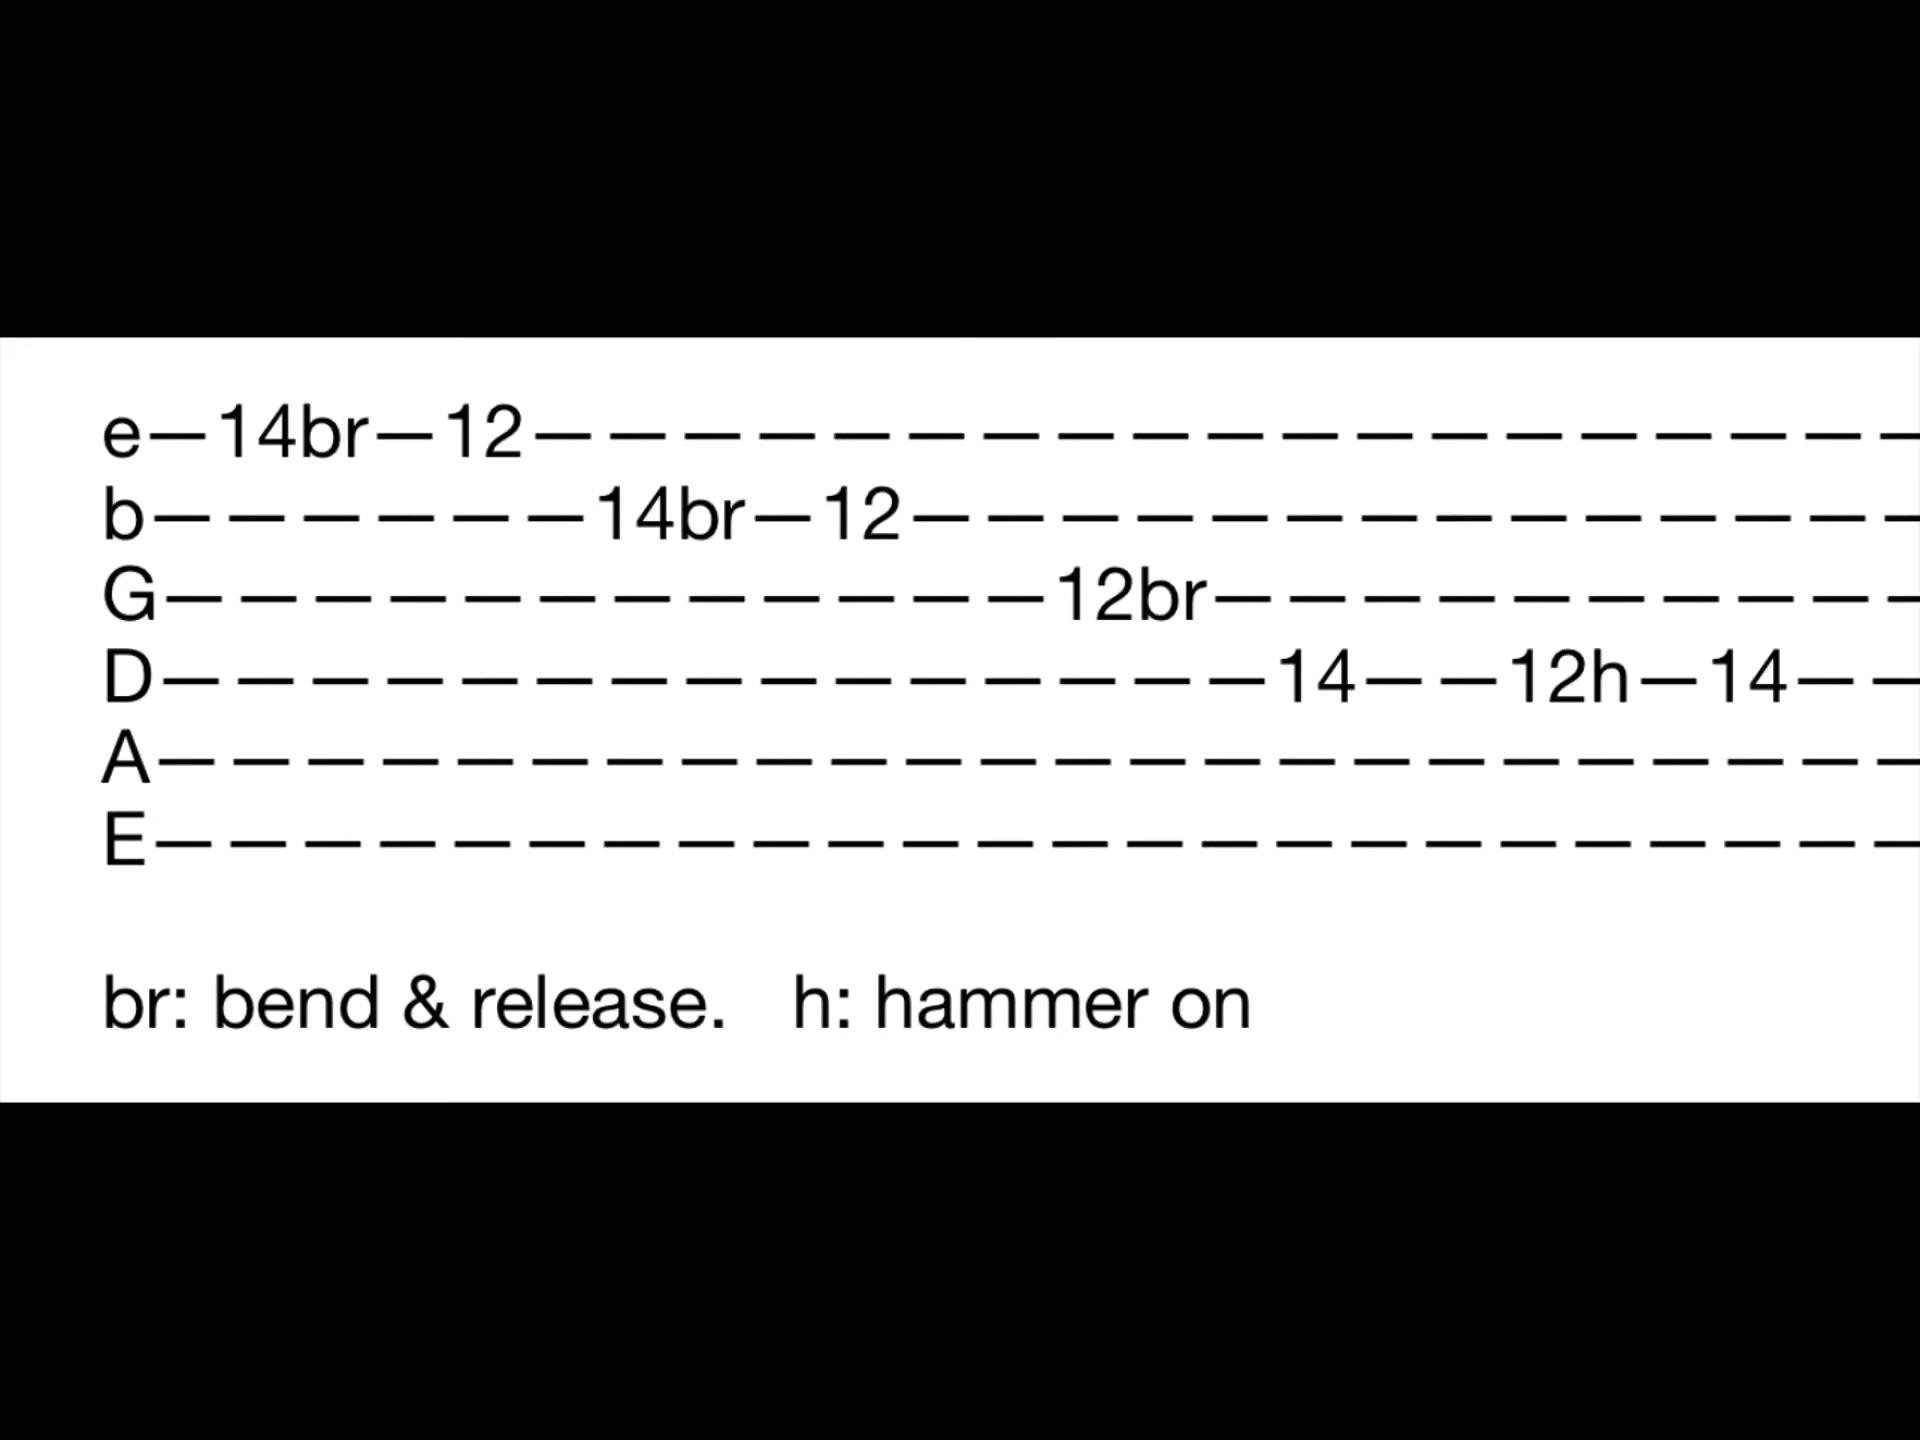 e—14br—12— — — — — — — — — — — — — — — — — — —
b— — — — — —14br—12— — — — — — — — — — — — — —
G— — — — — — — — — — — —12br— — — — — — — — — —
D— — — — — — — — — — — — — — —14— —12h—14— —
A— — — — — — — — — — — — — — — — — — — — — — — —
E— — — — — — — — — — — — — — — — — — — — — — — —
br: bend & release. h: hammer on